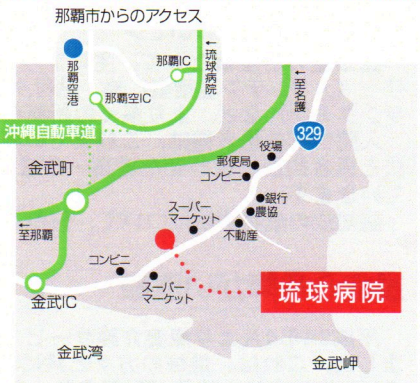 那覇市からのアクセス
那覇空港
那覇IC
←琉球病院
那覇空IC
沖縄自動車道
←至名護
329
金武町
役場
郵便局
コンビニ
銀行
農協
スーパー
マーケット
不動産
←至那覇
コンビニ
スーパー
マーケット
琉球病院
金武IC
金武湾
金武岬